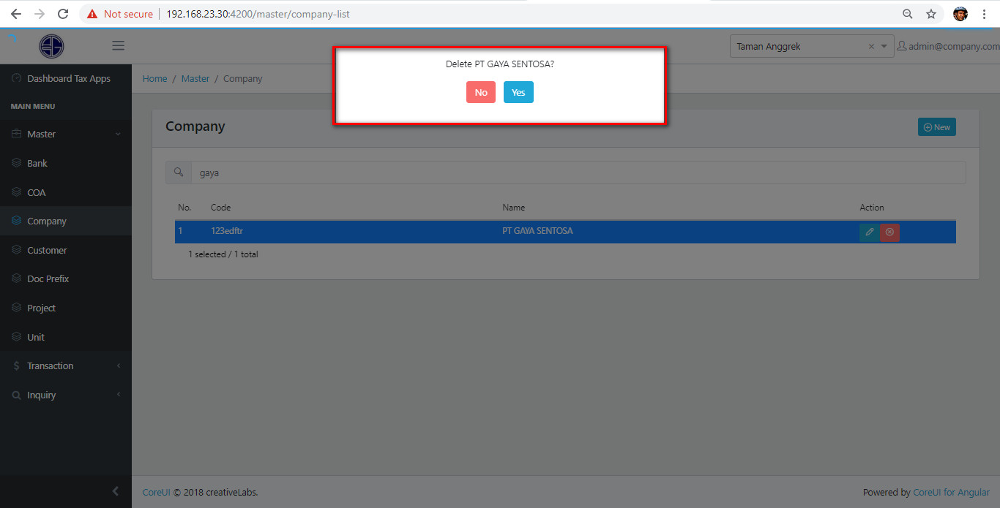 Not secure | 192.168.23.30:4200/master/company-list
Taman Anggrek
admin@company.com
Delete PT GAYA SENTOSA?
No Yes
Dashboard Tax Apps
MAIN MENU
Master
Bank
COA
Company
Customer
Doc Prefix
Project
Unit
Transaction
Inquiry
Home / Master / Company
Company
New
gaya
No. Code Name Action
1 123edftr PT GAYA SENTOSA
1 selected / 1 total
CoreUI © 2018 creativeLabs.
Powered by CoreUI for Angular